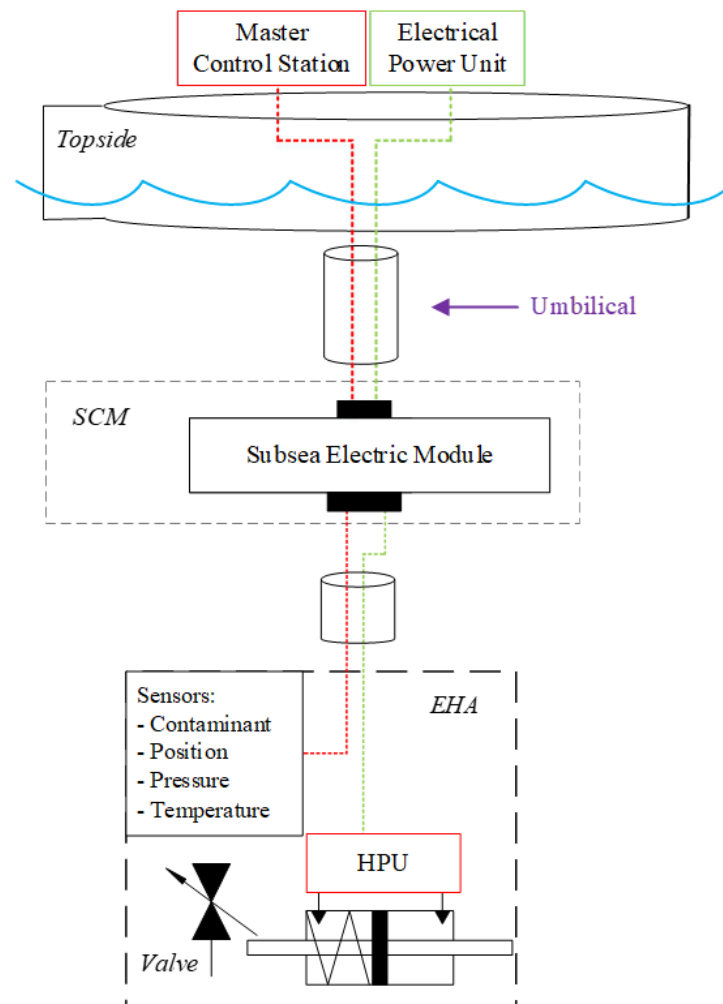 Master
Control Station
Electrical
Power Unit
Topside
Umbilical
SCM
Subsea Electric Module
Sensors:
- Contaminant
- Position
- Pressure
- Temperature
EHA
HPU
Valve